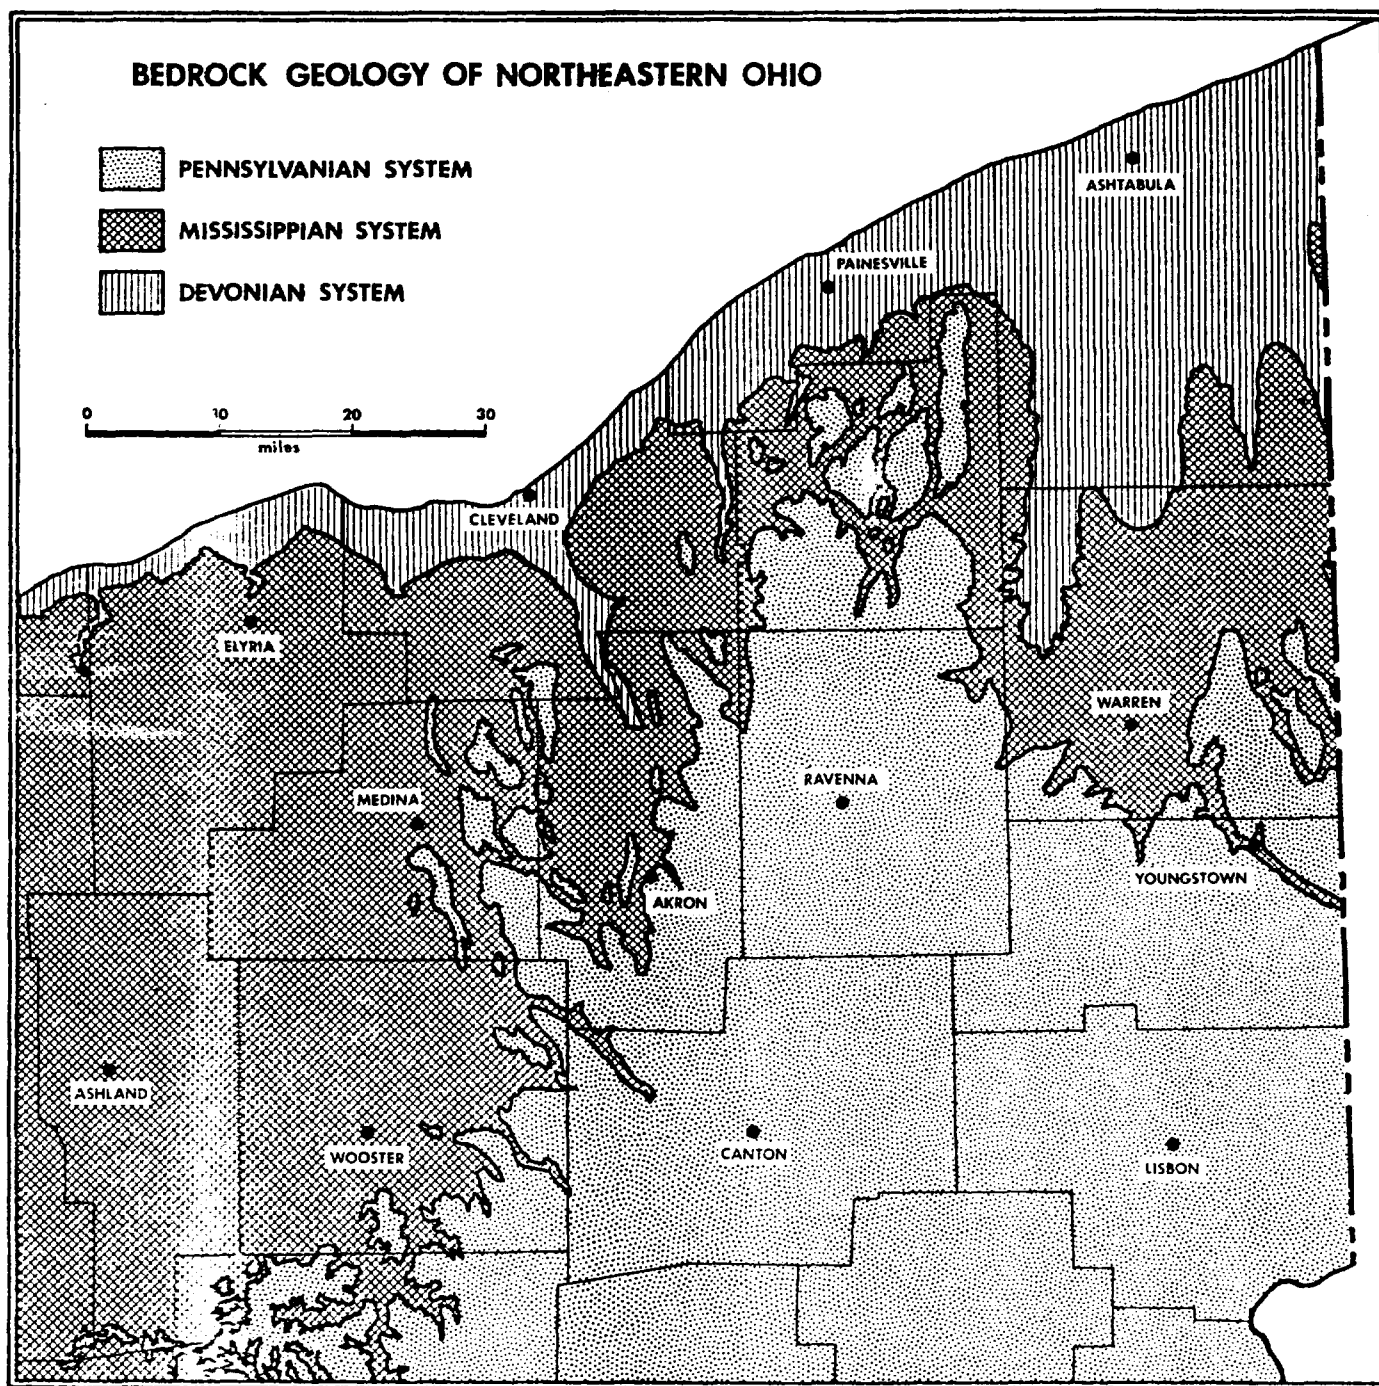 BEDROCK GEOLOGY OF NORTHEASTERN OHIO
PENNSYLVANIAN SYSTEM
MISSISSIPPIAN SYSTEM
DEVONIAN SYSTEM
0 10 20 30
miles
ASHTABULA
PAINESVILLE
CLEVELAND
ELYRIA
WARREN
RAVENNA
MEDINA
YOUNGSTOWN
AKRON
ASHLAND
WOOSTER
CANTON
LISBON